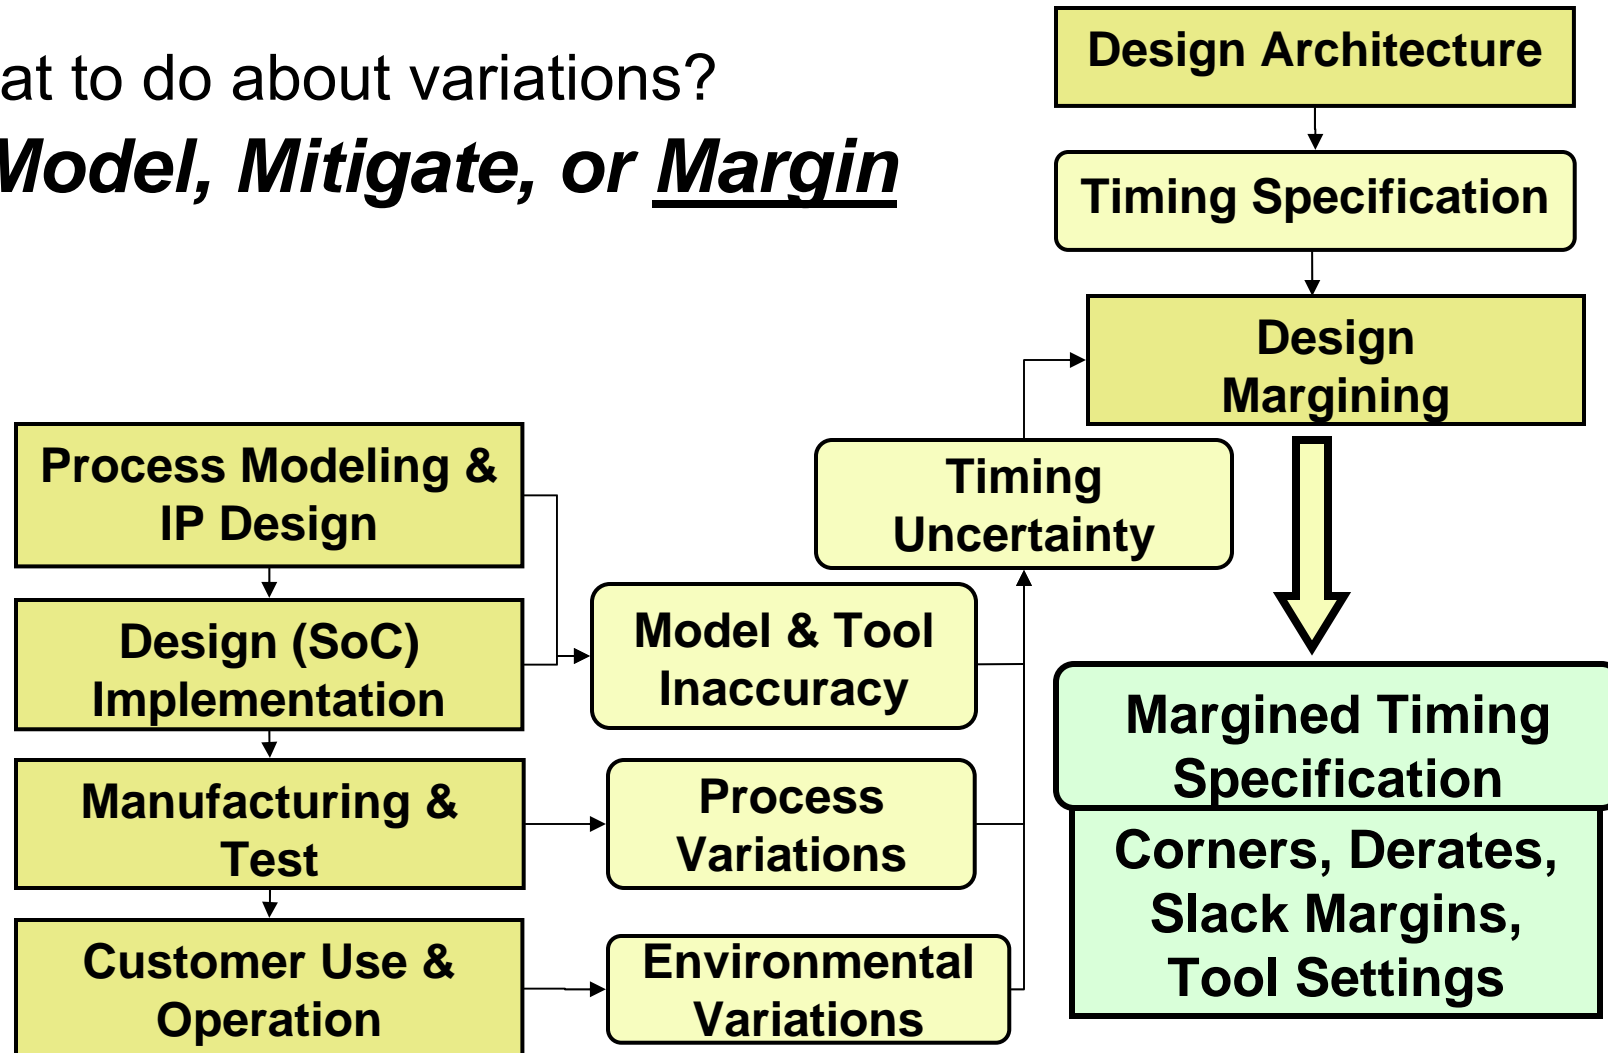 at to do about variations?
Model, Mitigate, or Margin
Design Architecture
Timing Specification
Design
Margining
Process Modeling &
IP Design
Timing
Uncertainty
Design (SoC)
Implementation
Model & Tool
Inaccuracy
Margined Timing
Specification
Manufacturing &
Test
Process
Variations
Corners, Derates,
Slack Margins,
Tool Settings
Customer Use &
Operation
Environmental
Variations